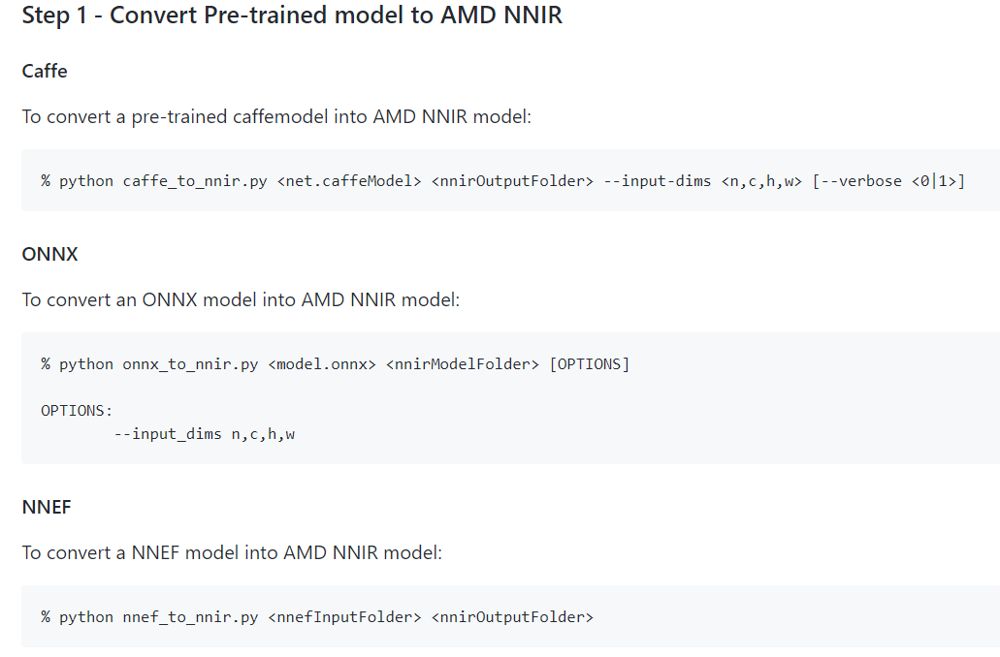 Step 1 - Convert Pre-trained model to AMD NNIR
Caffe
To convert a pre-trained caffemodel into AMD NNIR model:
% python caffe_to_nnir.py <net.caffeModel> <nnirOutputFolder> --input-dims <n,c,h,w> [--verbose <0|1>]
ONNX
To convert an ONNX model into AMD NNIR model:
% python onnx_to_nnir.py <model.onnx> <nnirModelFolder> [OPTIONS]
OPTIONS:
--input_dims n,c,h,w
NNEF
To convert a NNEF model into AMD NNIR model:
% python nnef_to_nnir.py <nnefInputFolder> <nnirOutputFolder>